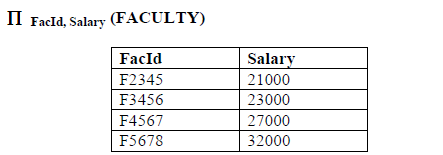 Π FacId, Salary (FACULTY)
FacId Salary
F2345 21000
F3456 23000
F4567 27000
F5678 32000